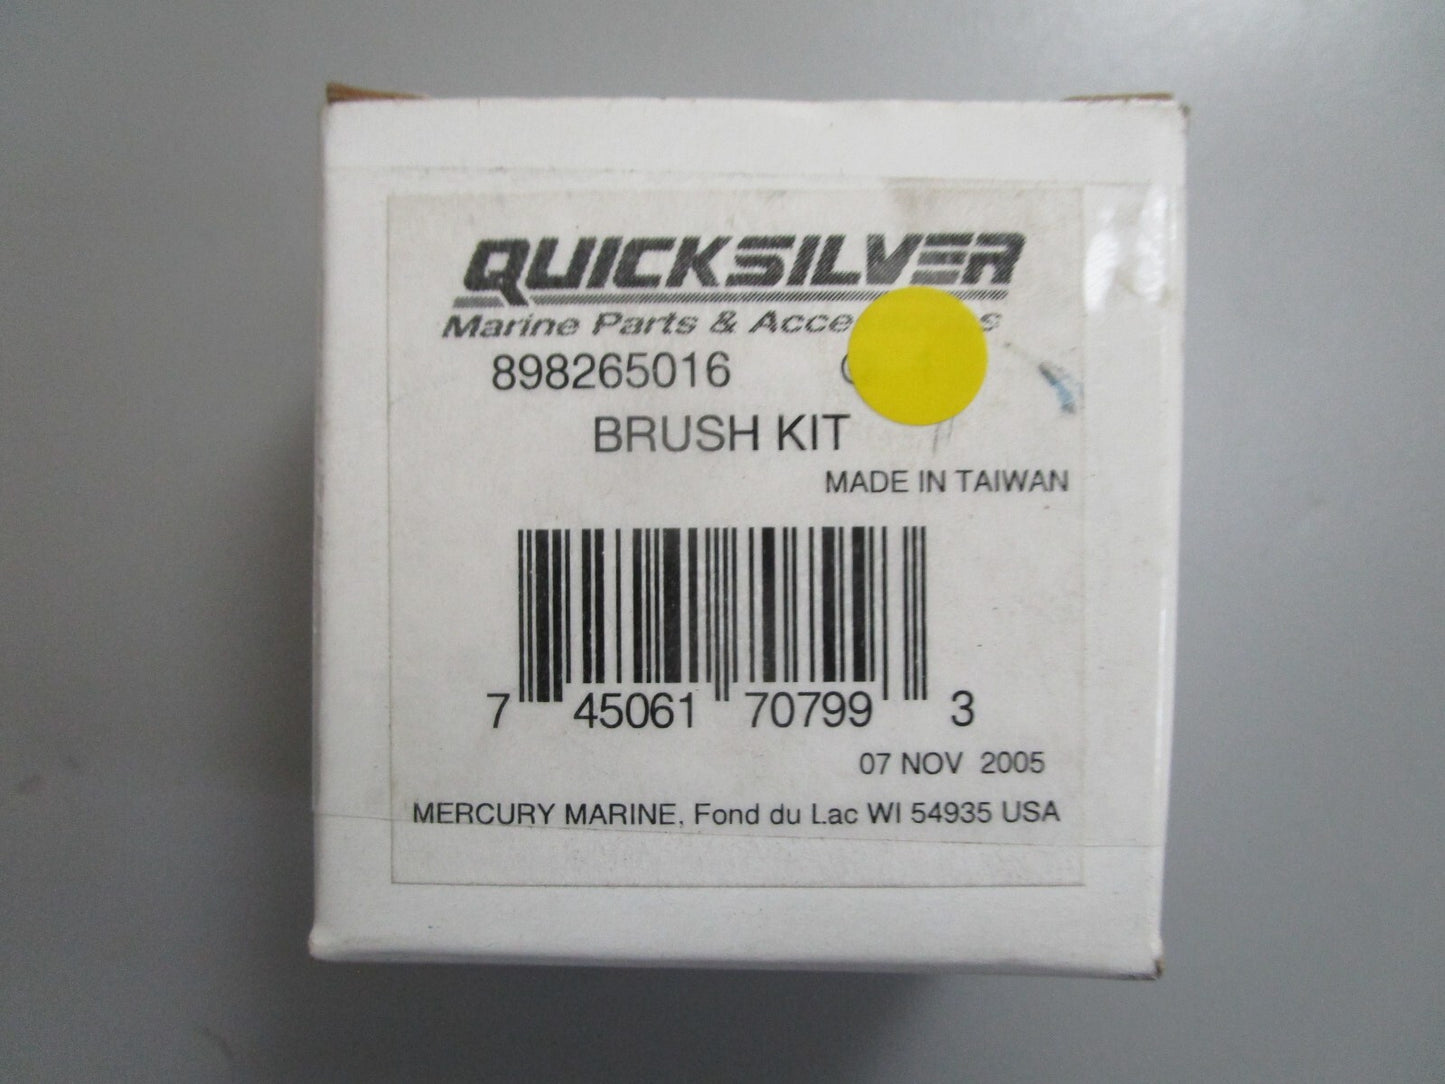 QUICKSILVER
Marine Parts &
898265016
BRUSH KIT
MADE IN TAIWAN
7 45061 70799 3
07 NOV 2005
MERCURY MARINE, Fond du Lac WI 54935 USA